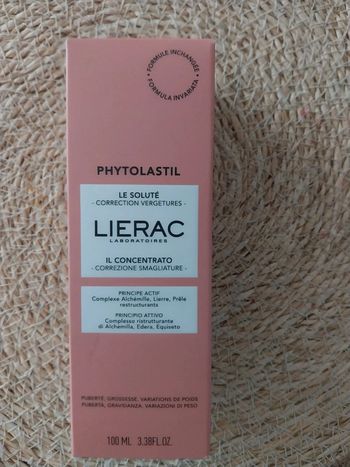 • FORMULE INCHANGÉE
• FORMULA INVARIATA
PHYTOLASTIL
LE SOLUTÉ
- CORRECTION VERGETURES -
LIERAC
LABORATOIRES
IL CONCENTRATO
- CORREZIONE SMAGLIATURE -
PRINCIPE ACTIF
Complexe Alchémille, Lierre, Prêle
restructurants
PRINCIPIO ATTIVO
Complesso ristrutturante
di Alchemilla, Edera, Equiseto
PUBERTÉ, GROSSESSE, VARIATIONS DE POIDS
PUBERTÀ, GRAVIDANZA, VARIAZIONI DI PESO
100 ML 3.38FL.OZ.